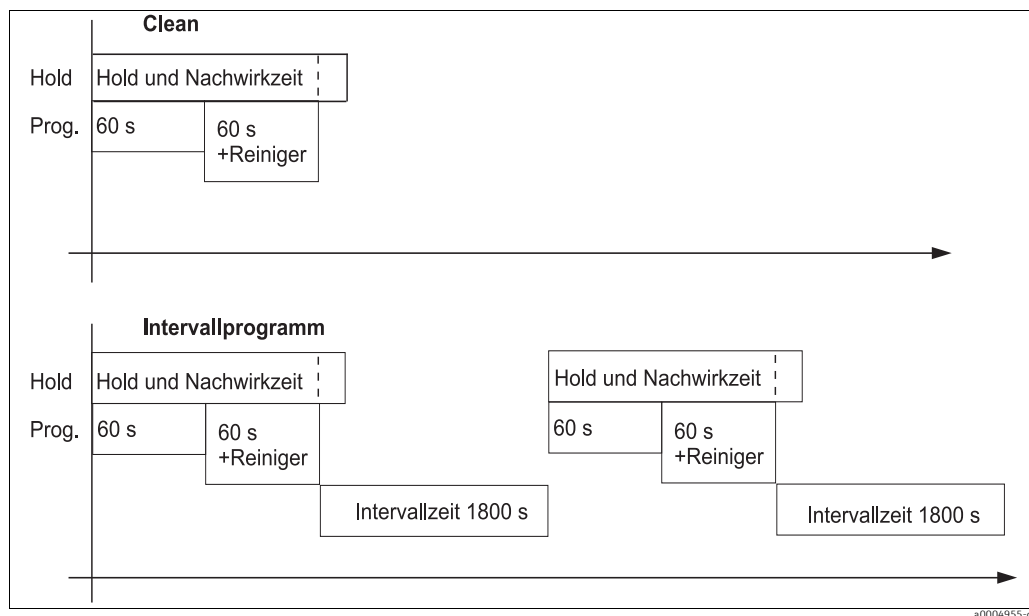 Clean
Hold
Hold und Nachwirkzeit
Prog.
60 s
60 s
+Reiniger
Intervallprogramm
Hold
Hold und Nachwirkzeit
Hold und Nachwirkzeit
Prog.
60 s
60 s
+Reiniger
60 s
60 s
+Reiniger
Intervallzeit 1800 s
Intervallzeit 1800 s